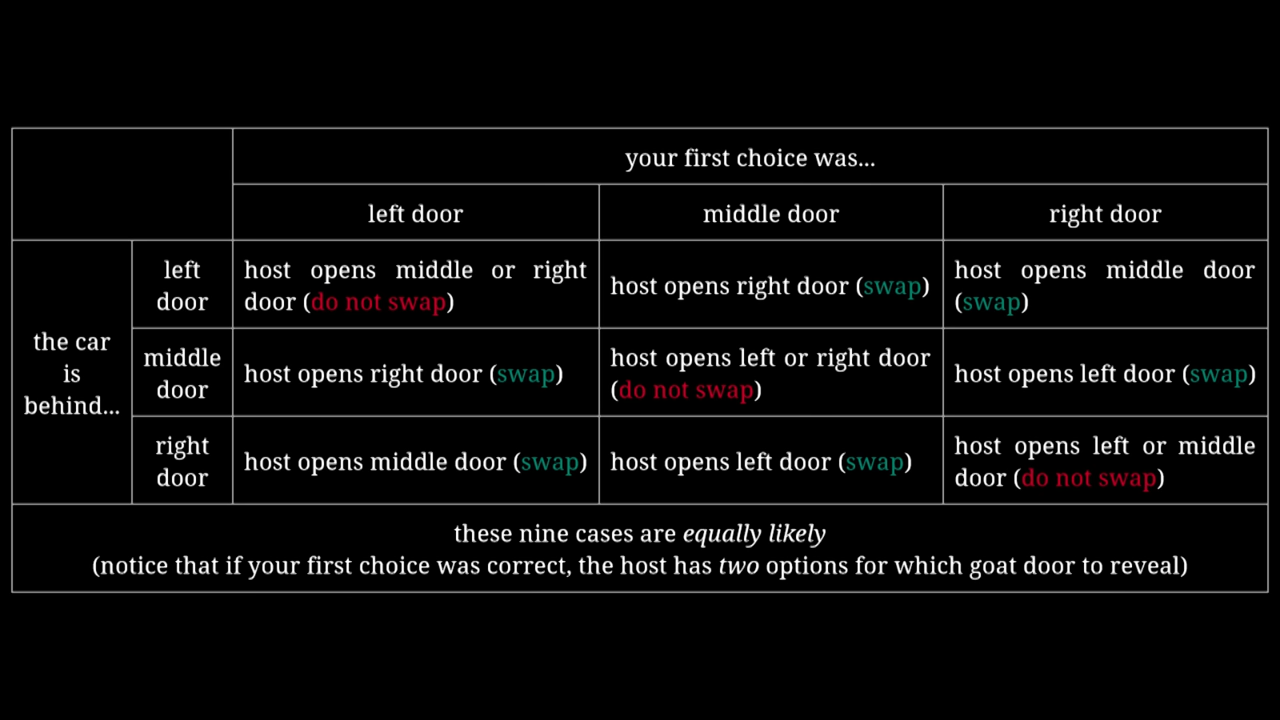 your first choice was...
left door
middle door
right door
the car
is
behind...
left
door
host opens middle or right
door (do not swap)
host opens right door (swap)
host opens middle door
(swap)
middle
door
host opens right door (swap)
host opens left or right door
(do not swap)
host opens left door (swap)
right
door
host opens middle door (swap)
host opens left door (swap)
host opens left or middle
door (do not swap)
these nine cases are equally likely
(notice that if your first choice was correct, the host has two options for which goat door to reveal)